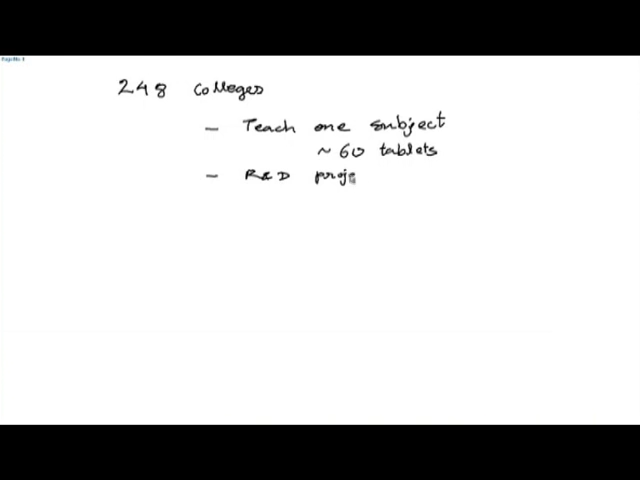 248 Colleges
- Teach one subject
~ 60 tablets
- R&D proje